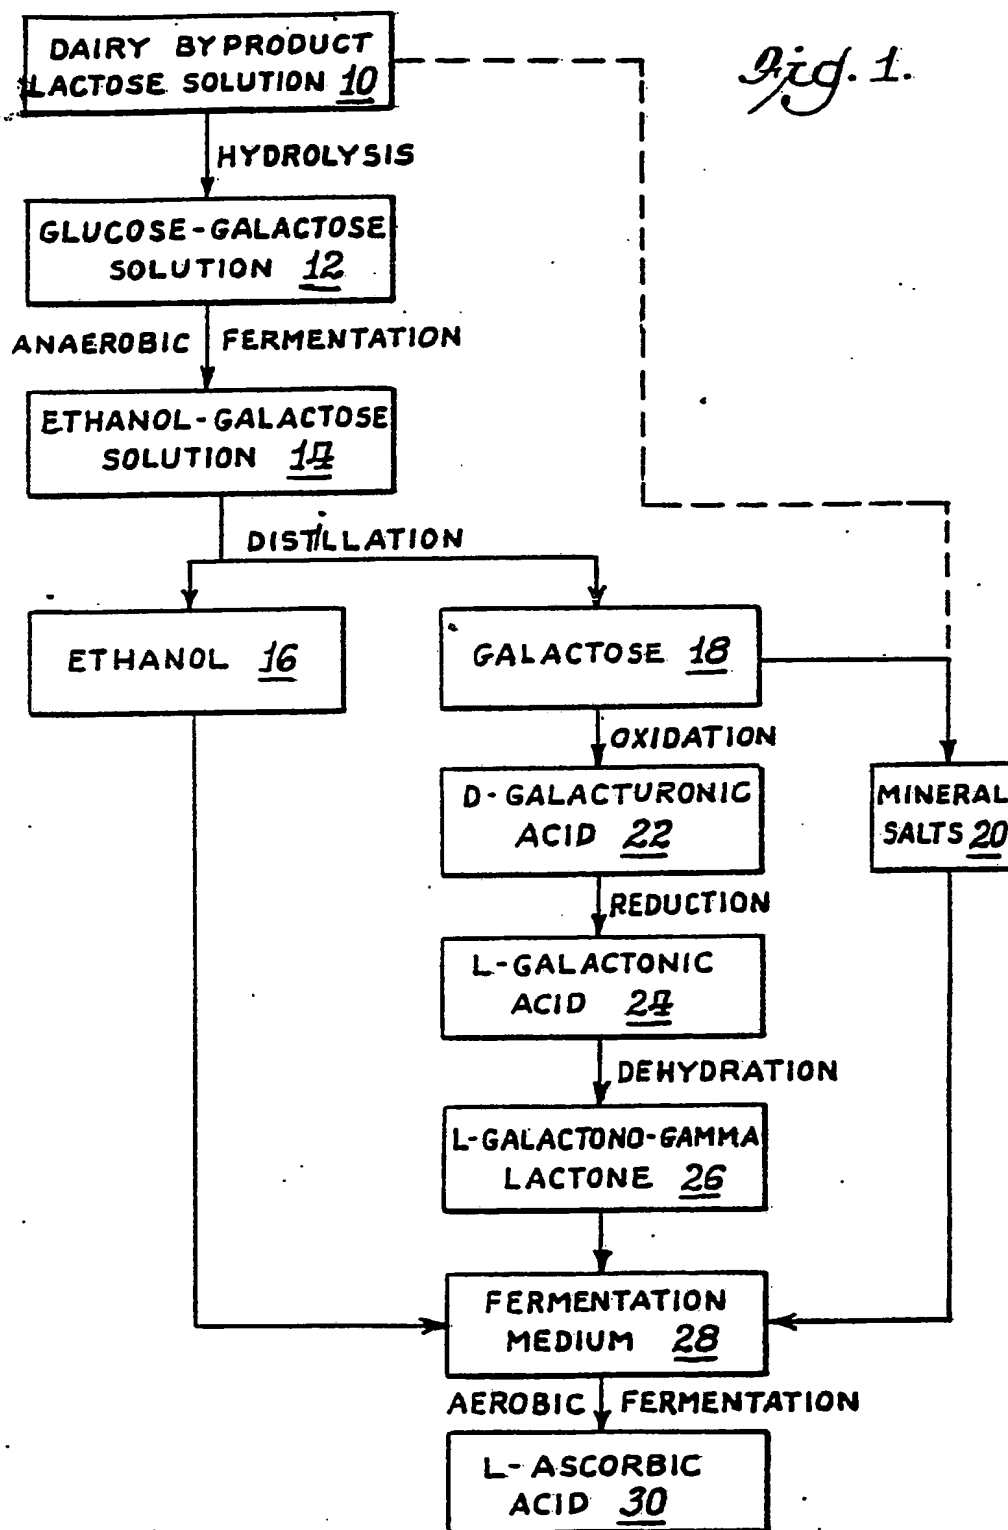 Fig. 1.
DAIRY BYPRODUCT
LACTOSE SOLUTION 10
HYDROLYSIS
GLUCOSE-GALACTOSE
SOLUTION 12
ANAEROBIC FERMENTATION
ETHANOL-GALACTOSE
SOLUTION 14
DISTILLATION
ETHANOL 16
GALACTOSE 18
OXIDATION
D-GALACTURONIC
ACID 22
MINERAL
SALTS 20
REDUCTION
L-GALACTONIC
ACID 24
DEHYDRATION
L-GALACTONO-GAMMA
LACTONE 26
FERMENTATION
MEDIUM 28
AEROBIC FERMENTATION
L-ASCORBIC
ACID 30